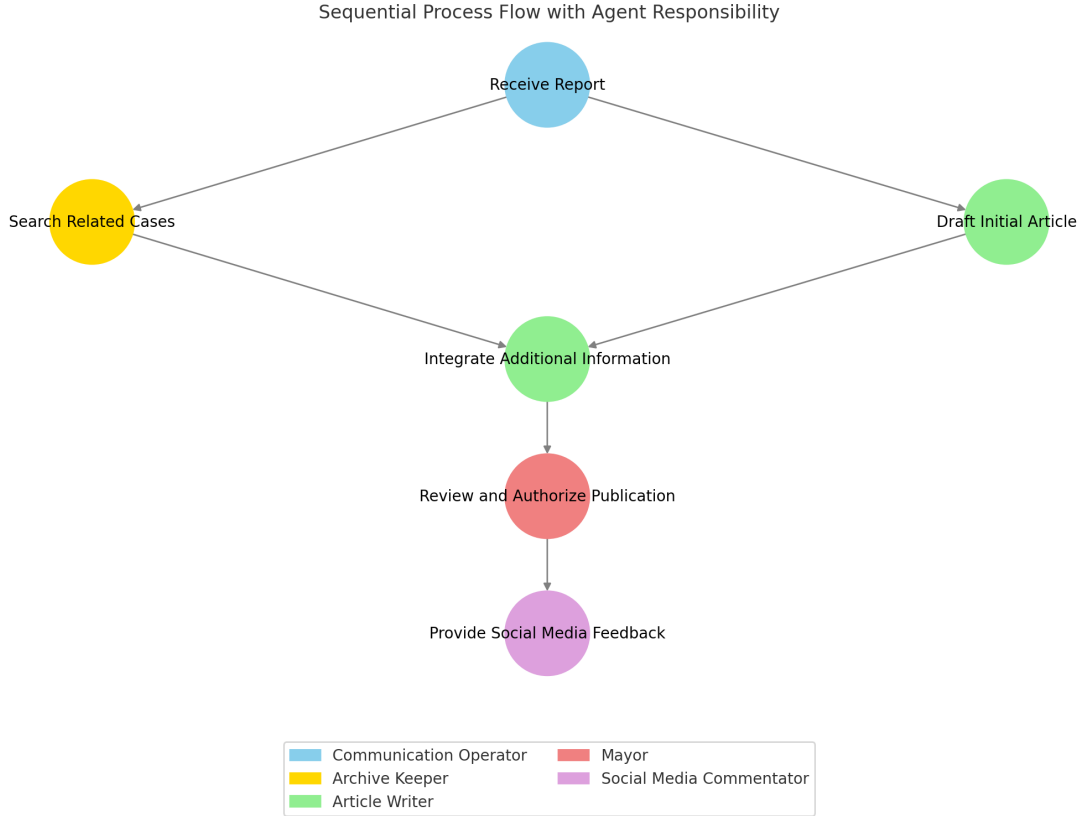 Sequential Process Flow with Agent Responsibility
Receive Report
Search Related Cases
Draft Initial Article
Integrate Additional Information
Review and Authorize Publication
Provide Social Media Feedback
Communication Operator
Archive Keeper
Article Writer
Mayor
Social Media Commentator